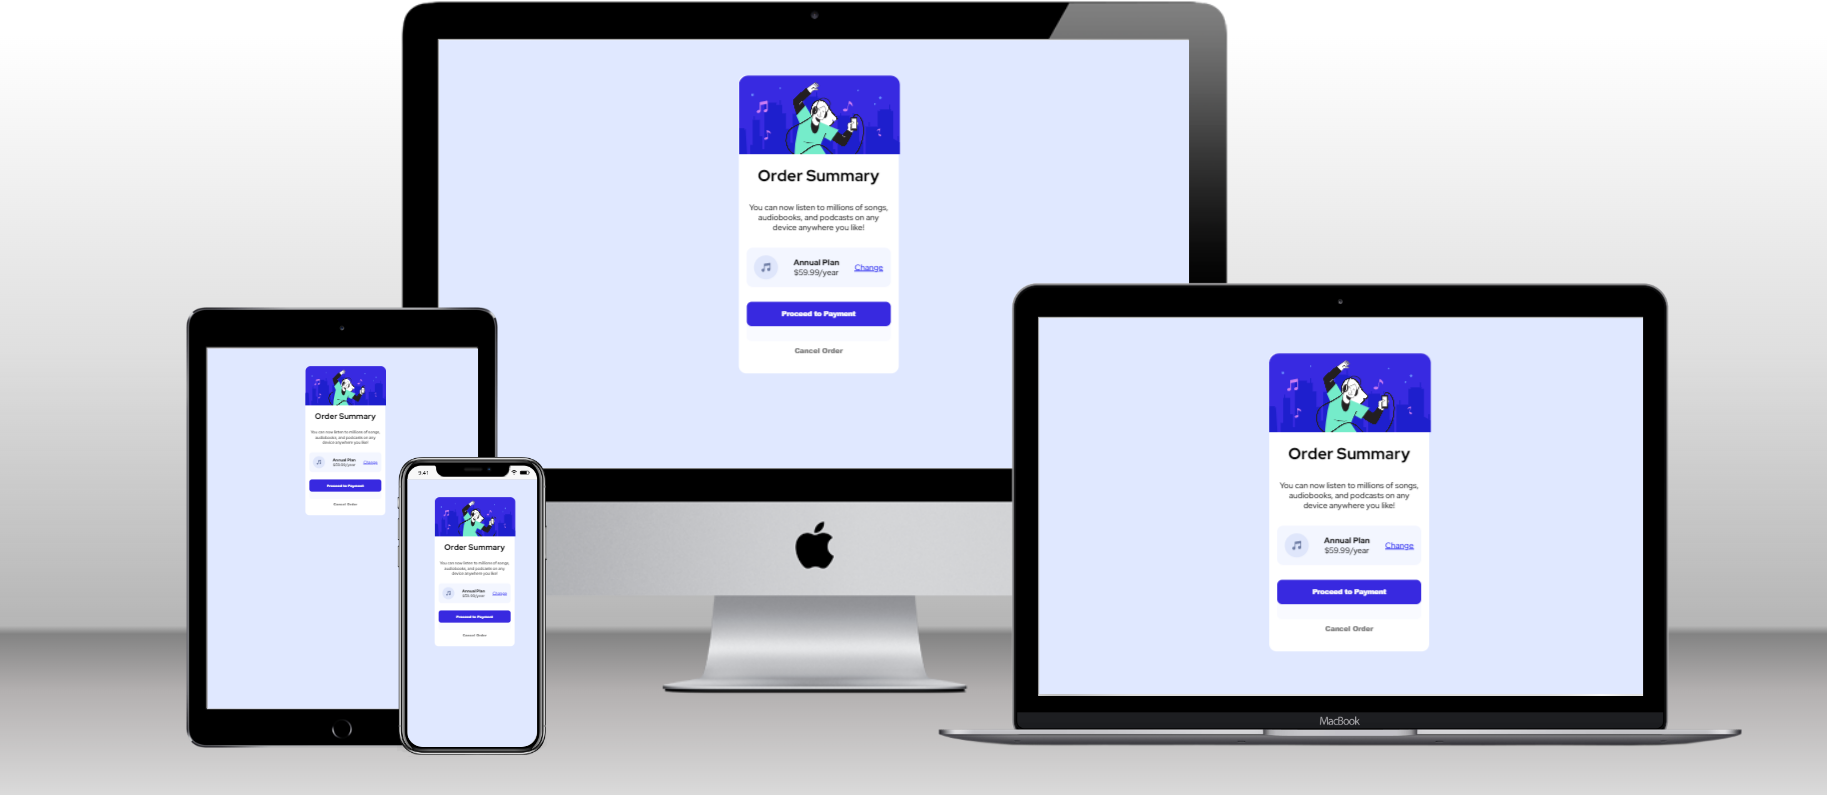 Order Summary
You can now listen to millions of songs,
audiobooks, and podcasts on any
device anywhere you like!
Annual Plan
$59.99/year
Change
Proceed to Payment
Cancel Order
Order Summary
You can now listen to millions of songs,
audiobooks, and podcasts on any
device anywhere you like!
Annual Plan
$59.99/year
Change
Proceed to Payment
Cancel Order
9:41
Order Summary
You can now listen to millions of songs,
audiobooks, and podcasts on any
device anywhere you like!
Annual Plan
$59.99/year
Change
Proceed to Payment
Cancel Order
Order Summary
You can now listen to millions of songs,
audiobooks, and podcasts on any
device anywhere you like!
Annual Plan
$59.99/year
Change
Proceed to Payment
Cancel Order
MacBook